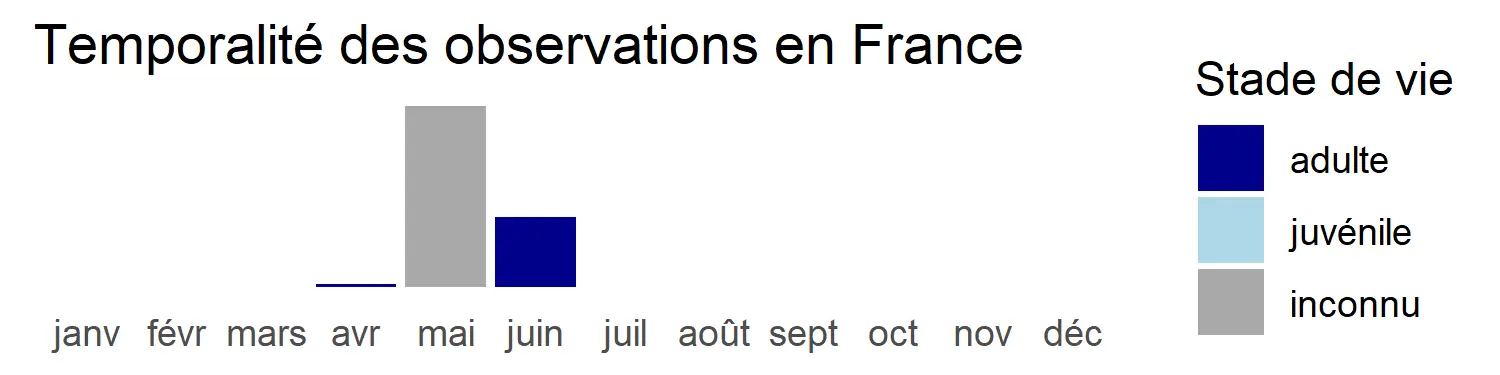 Temporalité des observations en France
Stade de vie
adulte
juvénile
inconnu
janv févr mars avr mai juin juil août sept oct nov déc